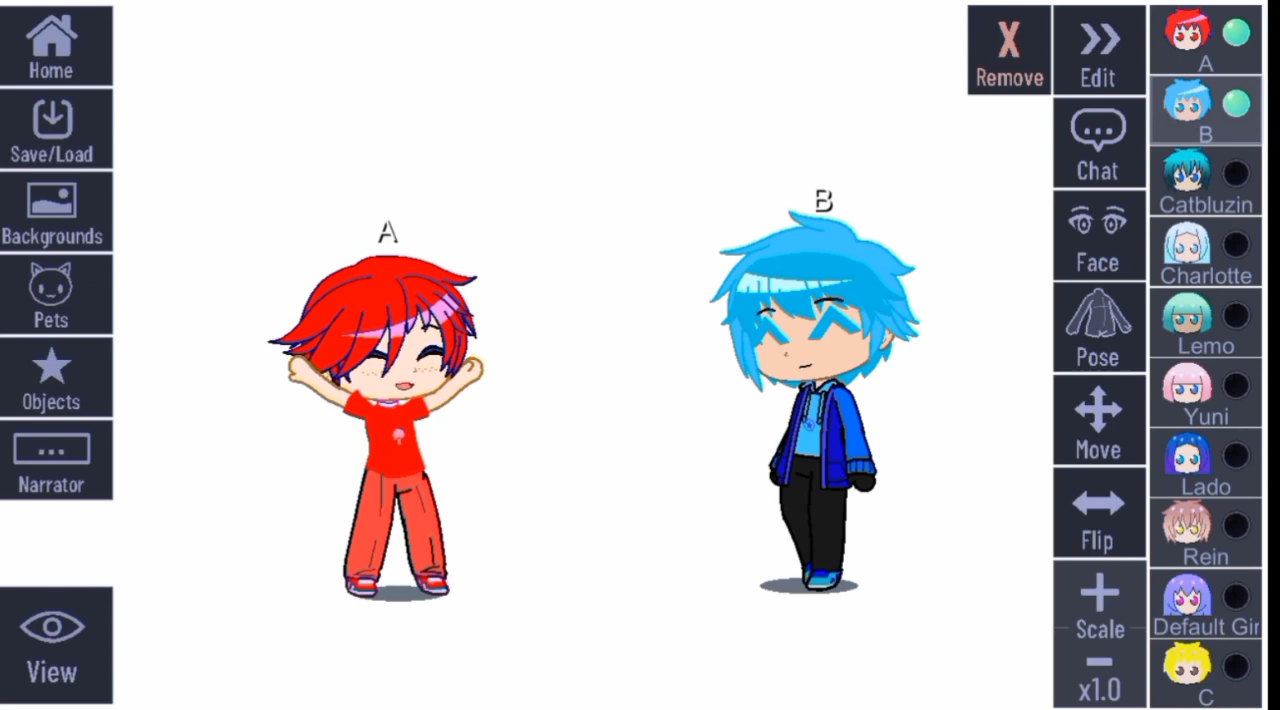 Home
Save/Load
Backgrounds
Pets
Objects
Narrator
View
A
B
X
Remove
Edit
Chat
Face
Pose
Move
Flip
Scale
x1.0
A
B
Catbluzin
Charlotte
Lemo
Yuni
Lado
Rein
Default Gir
C